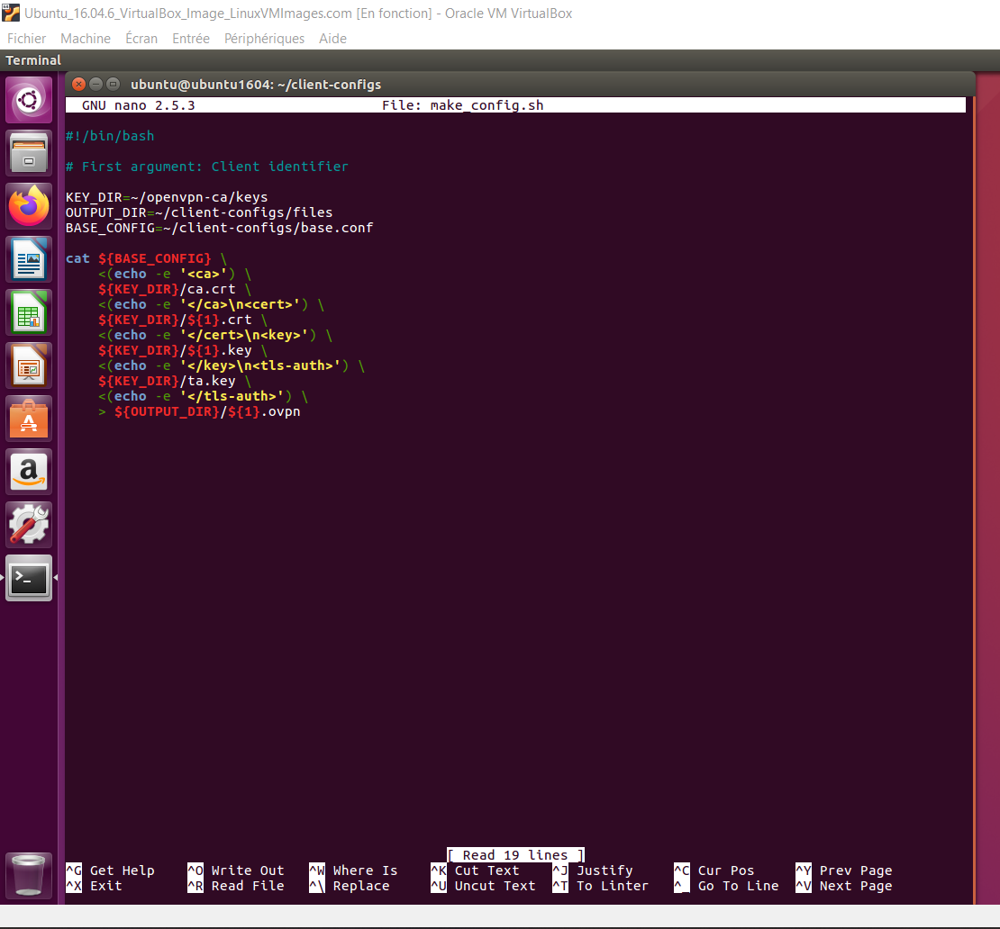 Ubuntu_16.04.6_VirtualBox_Image_LinuxVMImages.com [En fonction] - Oracle VM VirtualBox
Fichier Machine Écran Entrée Périphériques Aide
Terminal
ubuntu@ubuntu1604: ~/client-configs
GNU nano 2.5.3 File: make_config.sh
#!/bin/bash
# First argument: Client identifier
KEY_DIR=~/openvpn-ca/keys
OUTPUT_DIR=~/client-configs/files
BASE_CONFIG=~/client-configs/base.conf
cat ${BASE_CONFIG} \
    <(echo -e '<ca>') \
    ${KEY_DIR}/ca.crt \
    <(echo -e '</ca>\n<cert>') \
    ${KEY_DIR}/${1}.crt \
    <(echo -e '</cert>\n<key>') \
    ${KEY_DIR}/${1}.key \
    <(echo -e '</key>\n<tls-auth>') \
    ${KEY_DIR}/ta.key \
    <(echo -e '</tls-auth>') \
    > ${OUTPUT_DIR}/${1}.ovpn
[ Read 19 lines ]
^G Get Help ^O Write Out ^W Where Is ^K Cut Text ^J Justify ^C Cur Pos ^Y Prev Page
^X Exit ^R Read File ^\ Replace ^U Uncut Text ^T To Linter ^_ Go To Line ^V Next Page